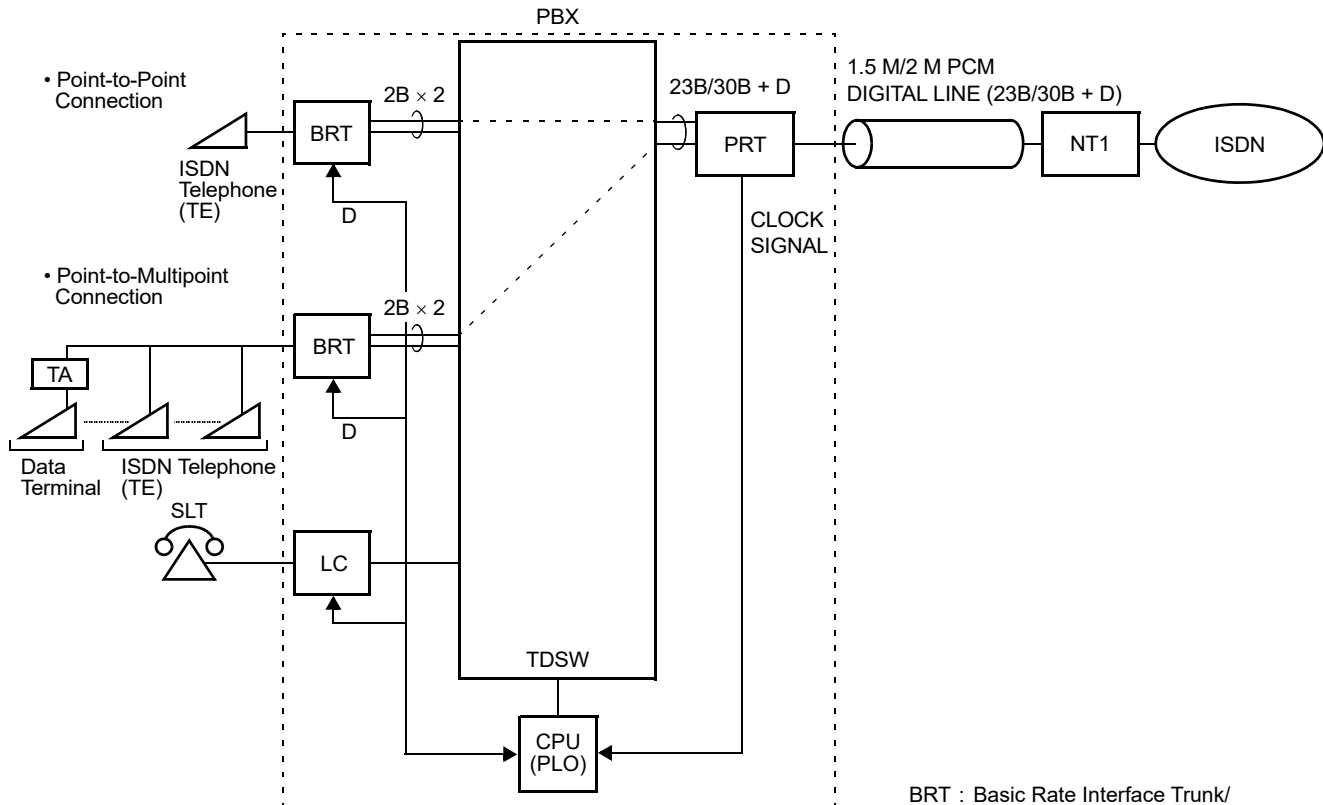 PBX
• Point-to-Point
Connection
ISDN
Telephone
(TE)
BRT
2B × 2
D
23B/30B + D
PRT
1.5 M/2 M PCM
DIGITAL LINE (23B/30B + D)
NT1
ISDN
CLOCK
SIGNAL
• Point-to-Multipoint
Connection
2B × 2
BRT
D
TA
Data
Terminal
ISDN Telephone
(TE)
SLT
LC
TDSW
CPU
(PLO)
BRT : Basic Rate Interface Trunk/